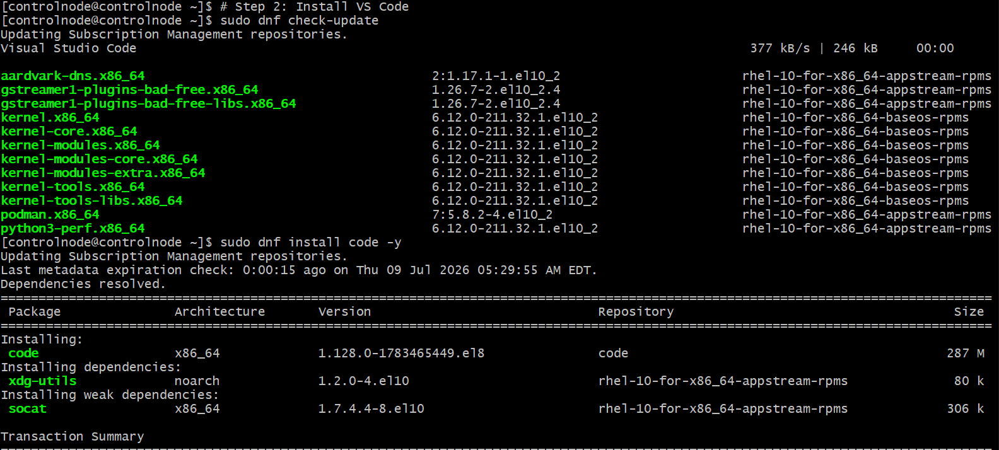 [controlnode@controlnode ~]$ # Step 2: Install VS Code
[controlnode@controlnode ~]$ sudo dnf check-update
Updating Subscription Management repositories.
Visual Studio Code 377 kB/s | 246 kB 00:00
aardvark-dns.x86_64 2:1.17.1-1.el10_2 rhel-10-for-x86_64-appstream-rpms
gstreamer1-plugins-bad-free.x86_64 1.26.7-2.el10_2.4 rhel-10-for-x86_64-appstream-rpms
gstreamer1-plugins-bad-free-libs.x86_64 1.26.7-2.el10_2.4 rhel-10-for-x86_64-appstream-rpms
kernel.x86_64 6.12.0-211.32.1.el10_2 rhel-10-for-x86_64-baseos-rpms
kernel-core.x86_64 6.12.0-211.32.1.el10_2 rhel-10-for-x86_64-baseos-rpms
kernel-modules.x86_64 6.12.0-211.32.1.el10_2 rhel-10-for-x86_64-baseos-rpms
kernel-modules-core.x86_64 6.12.0-211.32.1.el10_2 rhel-10-for-x86_64-baseos-rpms
kernel-modules-extra.x86_64 6.12.0-211.32.1.el10_2 rhel-10-for-x86_64-baseos-rpms
kernel-tools.x86_64 6.12.0-211.32.1.el10_2 rhel-10-for-x86_64-baseos-rpms
kernel-tools-libs.x86_64 6.12.0-211.32.1.el10_2 rhel-10-for-x86_64-baseos-rpms
podman.x86_64 7:5.8.2-4.el10_2 rhel-10-for-x86_64-appstream-rpms
python3-perf.x86_64 6.12.0-211.32.1.el10_2 rhel-10-for-x86_64-appstream-rpms
[controlnode@controlnode ~]$ sudo dnf install code -y
Updating Subscription Management repositories.
Last metadata expiration check: 0:00:15 ago on Thu 09 Jul 2026 05:29:55 AM EDT.
Dependencies resolved.
Package Architecture Version Repository Size
Installing:
code x86_64 1.128.0-1783465449.el8 code 287 M
Installing dependencies:
xdg-utils noarch 1.2.0-4.el10 rhel-10-for-x86_64-appstream-rpms 80 k
Installing weak dependencies:
socat x86_64 1.7.4.4-8.el10 rhel-10-for-x86_64-appstream-rpms 306 k
Transaction Summary